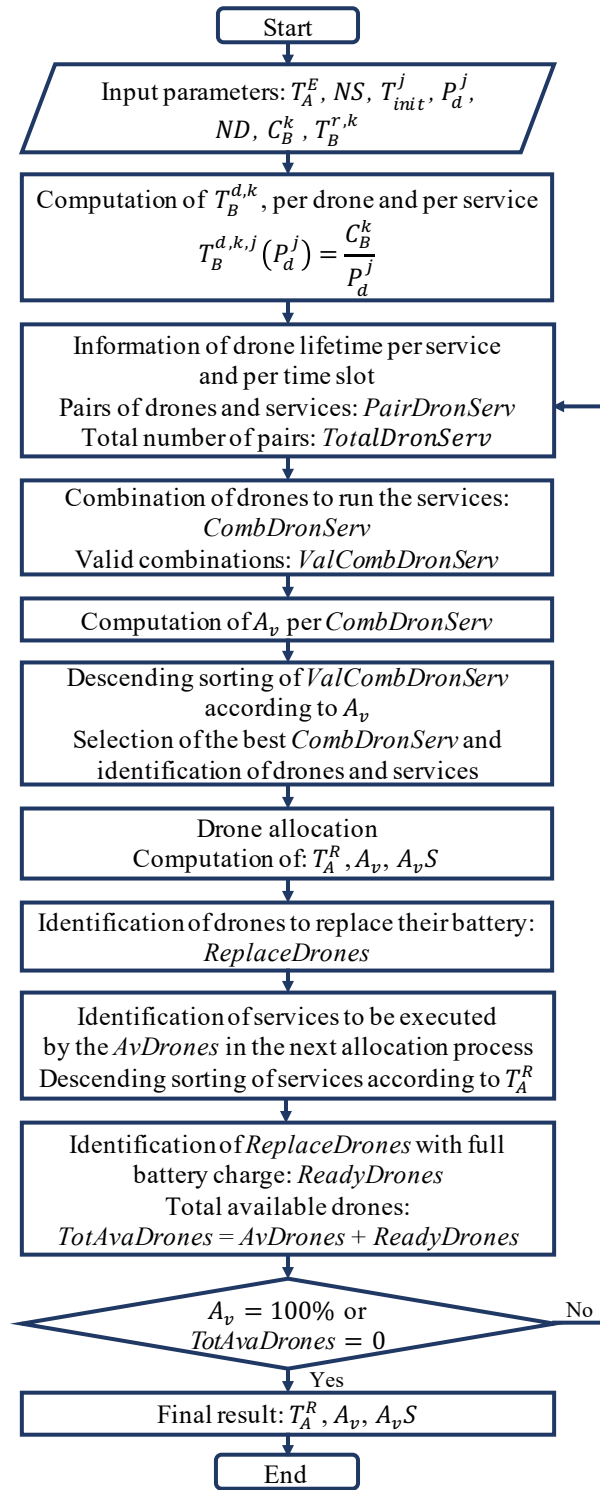 Start
Input parameters: $T_A^E$, $NS$, $T_{init}^j$, $P_d^j$,
$ND$, $C_B^k$, $T_B^{r,k}$
Computation of $T_B^{d,k}$, per drone and per service
$T_B^{d,k,j}(P_d^j) = \frac{C_B^k}{P_d^j}$
Information of drone lifetime per service
and per time slot
Pairs of drones and services: PairDronServ
Total number of pairs: TotalDronServ
Combination of drones to run the services:
CombDronServ
Valid combinations: ValCombDronServ
Computation of $A_v$ per CombDronServ
Descending sorting of ValCombDronServ
according to $A_v$
Selection of the best CombDronServ and
identification of drones and services
Drone allocation
Computation of: $T_A^R$, $A_v$, $A_vS$
Identification of drones to replace their battery:
ReplaceDrones
Identification of services to be executed
by the AvDrones in the next allocation process
Descending sorting of services according to $T_A^R$
Identification of ReplaceDrones with full
battery charge: ReadyDrones
Total available drones:
TotAvaDrones = AvDrones + ReadyDrones
$A_v$ = 100% or
TotAvaDrones = 0
No
Yes
Final result: $T_A^R$, $A_v$, $A_vS$
End